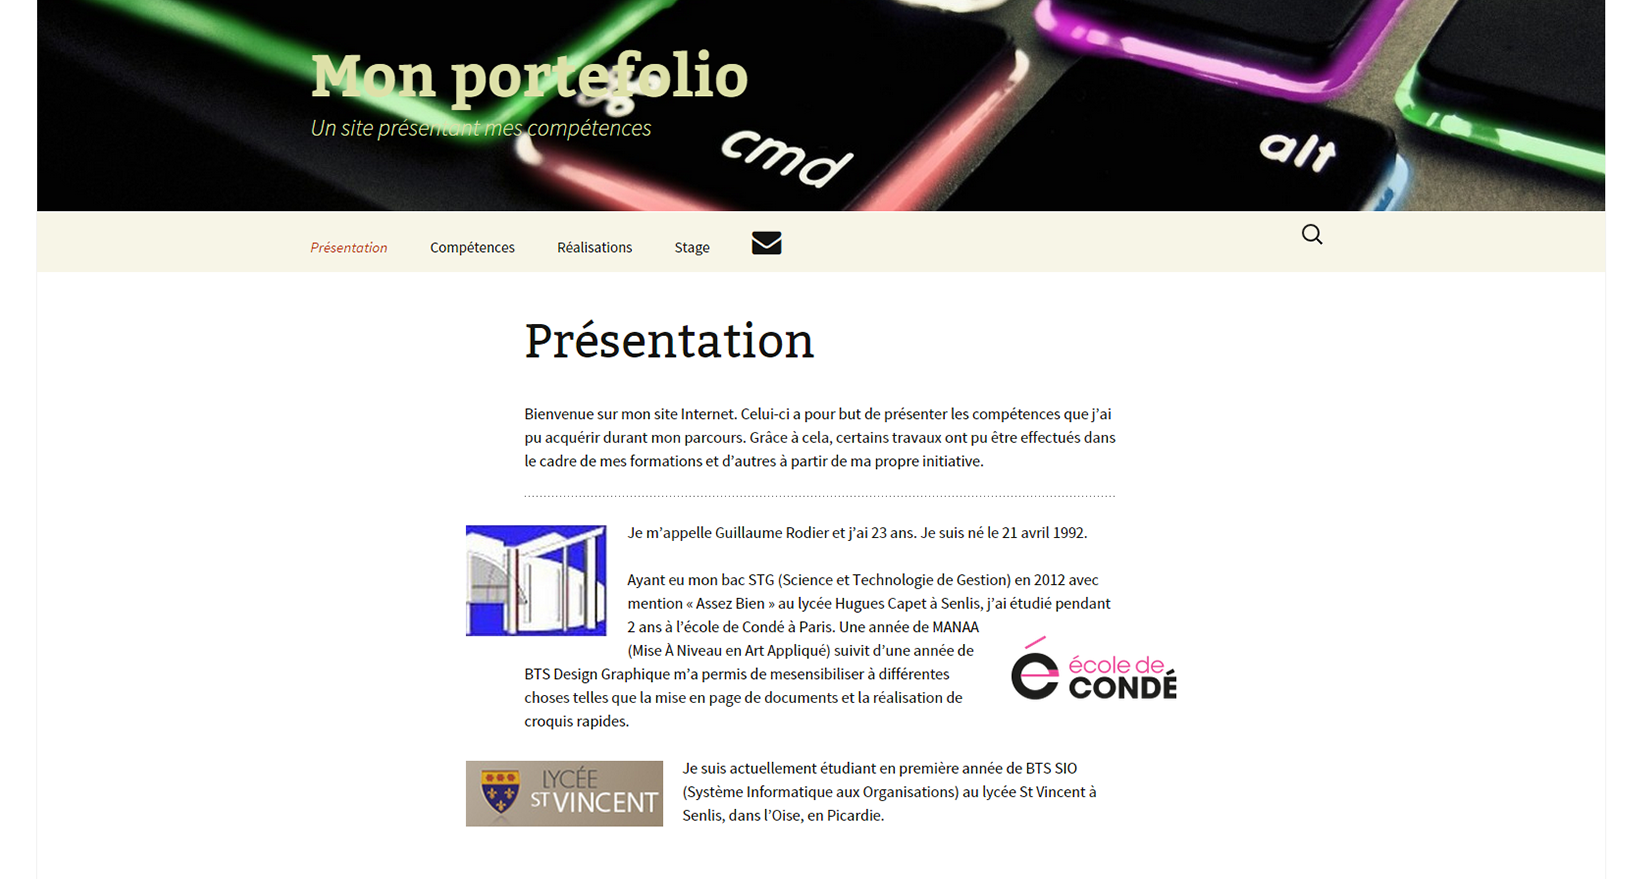 Mon portefolio
Un site présentant mes compétences
cmd
alt
Présentation
Compétences
Réalisations
Stage
Présentation
Bienvenue sur mon site Internet. Celui-ci a pour but de présenter les compétences que j’ai
pu acquérir durant mon parcours. Grâce à cela, certains travaux ont pu être effectués dans
le cadre de mes formations et d’autres à partir de ma propre initiative.
Je m’appelle Guillaume Rodier et j’ai 23 ans. Je suis né le 21 avril 1992.
Ayant eu mon bac STG (Science et Technologie de Gestion) en 2012 avec
mention « Assez Bien » au lycée Hugues Capet à Senlis, j’ai étudié pendant
2 ans à l’école de Condé à Paris. Une année de MANAA
(Mise À Niveau en Art Appliqué) suivit d’une année de
BTS Design Graphique m’a permis de mesensibiliser à différentes
choses telles que la mise en page de documents et la réalisation de
croquis rapides.
école de
CONDÉ
LYCÉE
ST VINCENT
Je suis actuellement étudiant en première année de BTS SIO
(Système Informatique aux Organisations) au lycée St Vincent à
Senlis, dans l’Oise, en Picardie.